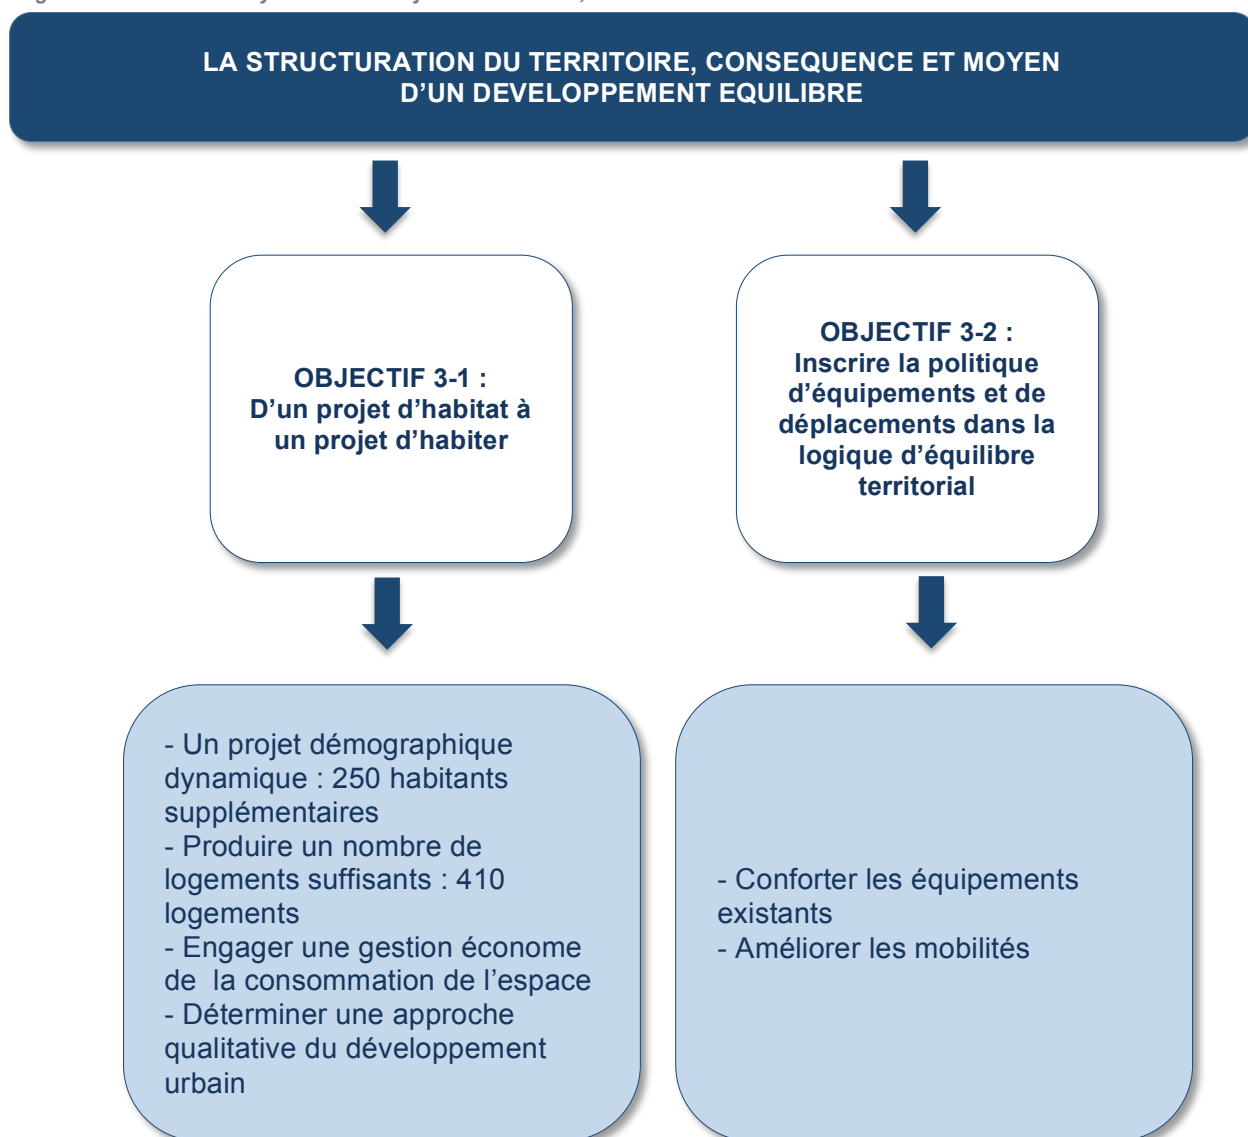 LA STRUCTURATION DU TERRITOIRE, CONSEQUENCE ET MOYEN
D’UN DEVELOPPEMENT EQUILIBRE
OBJECTIF 3-1 :
D’un projet d’habitat à
un projet d’habiter
OBJECTIF 3-2 :
Inscrire la politique
d’équipements et de
déplacements dans la
logique d’équilibre
territorial
- Un projet démographique
dynamique : 250 habitants
supplémentaires
- Produire un nombre de
logements suffisants : 410
logements
- Engager une gestion économe
de  la consommation de l’espace
- Déterminer une approche
qualitative du développement
urbain
- Conforter les équipements
existants
- Améliorer les mobilités